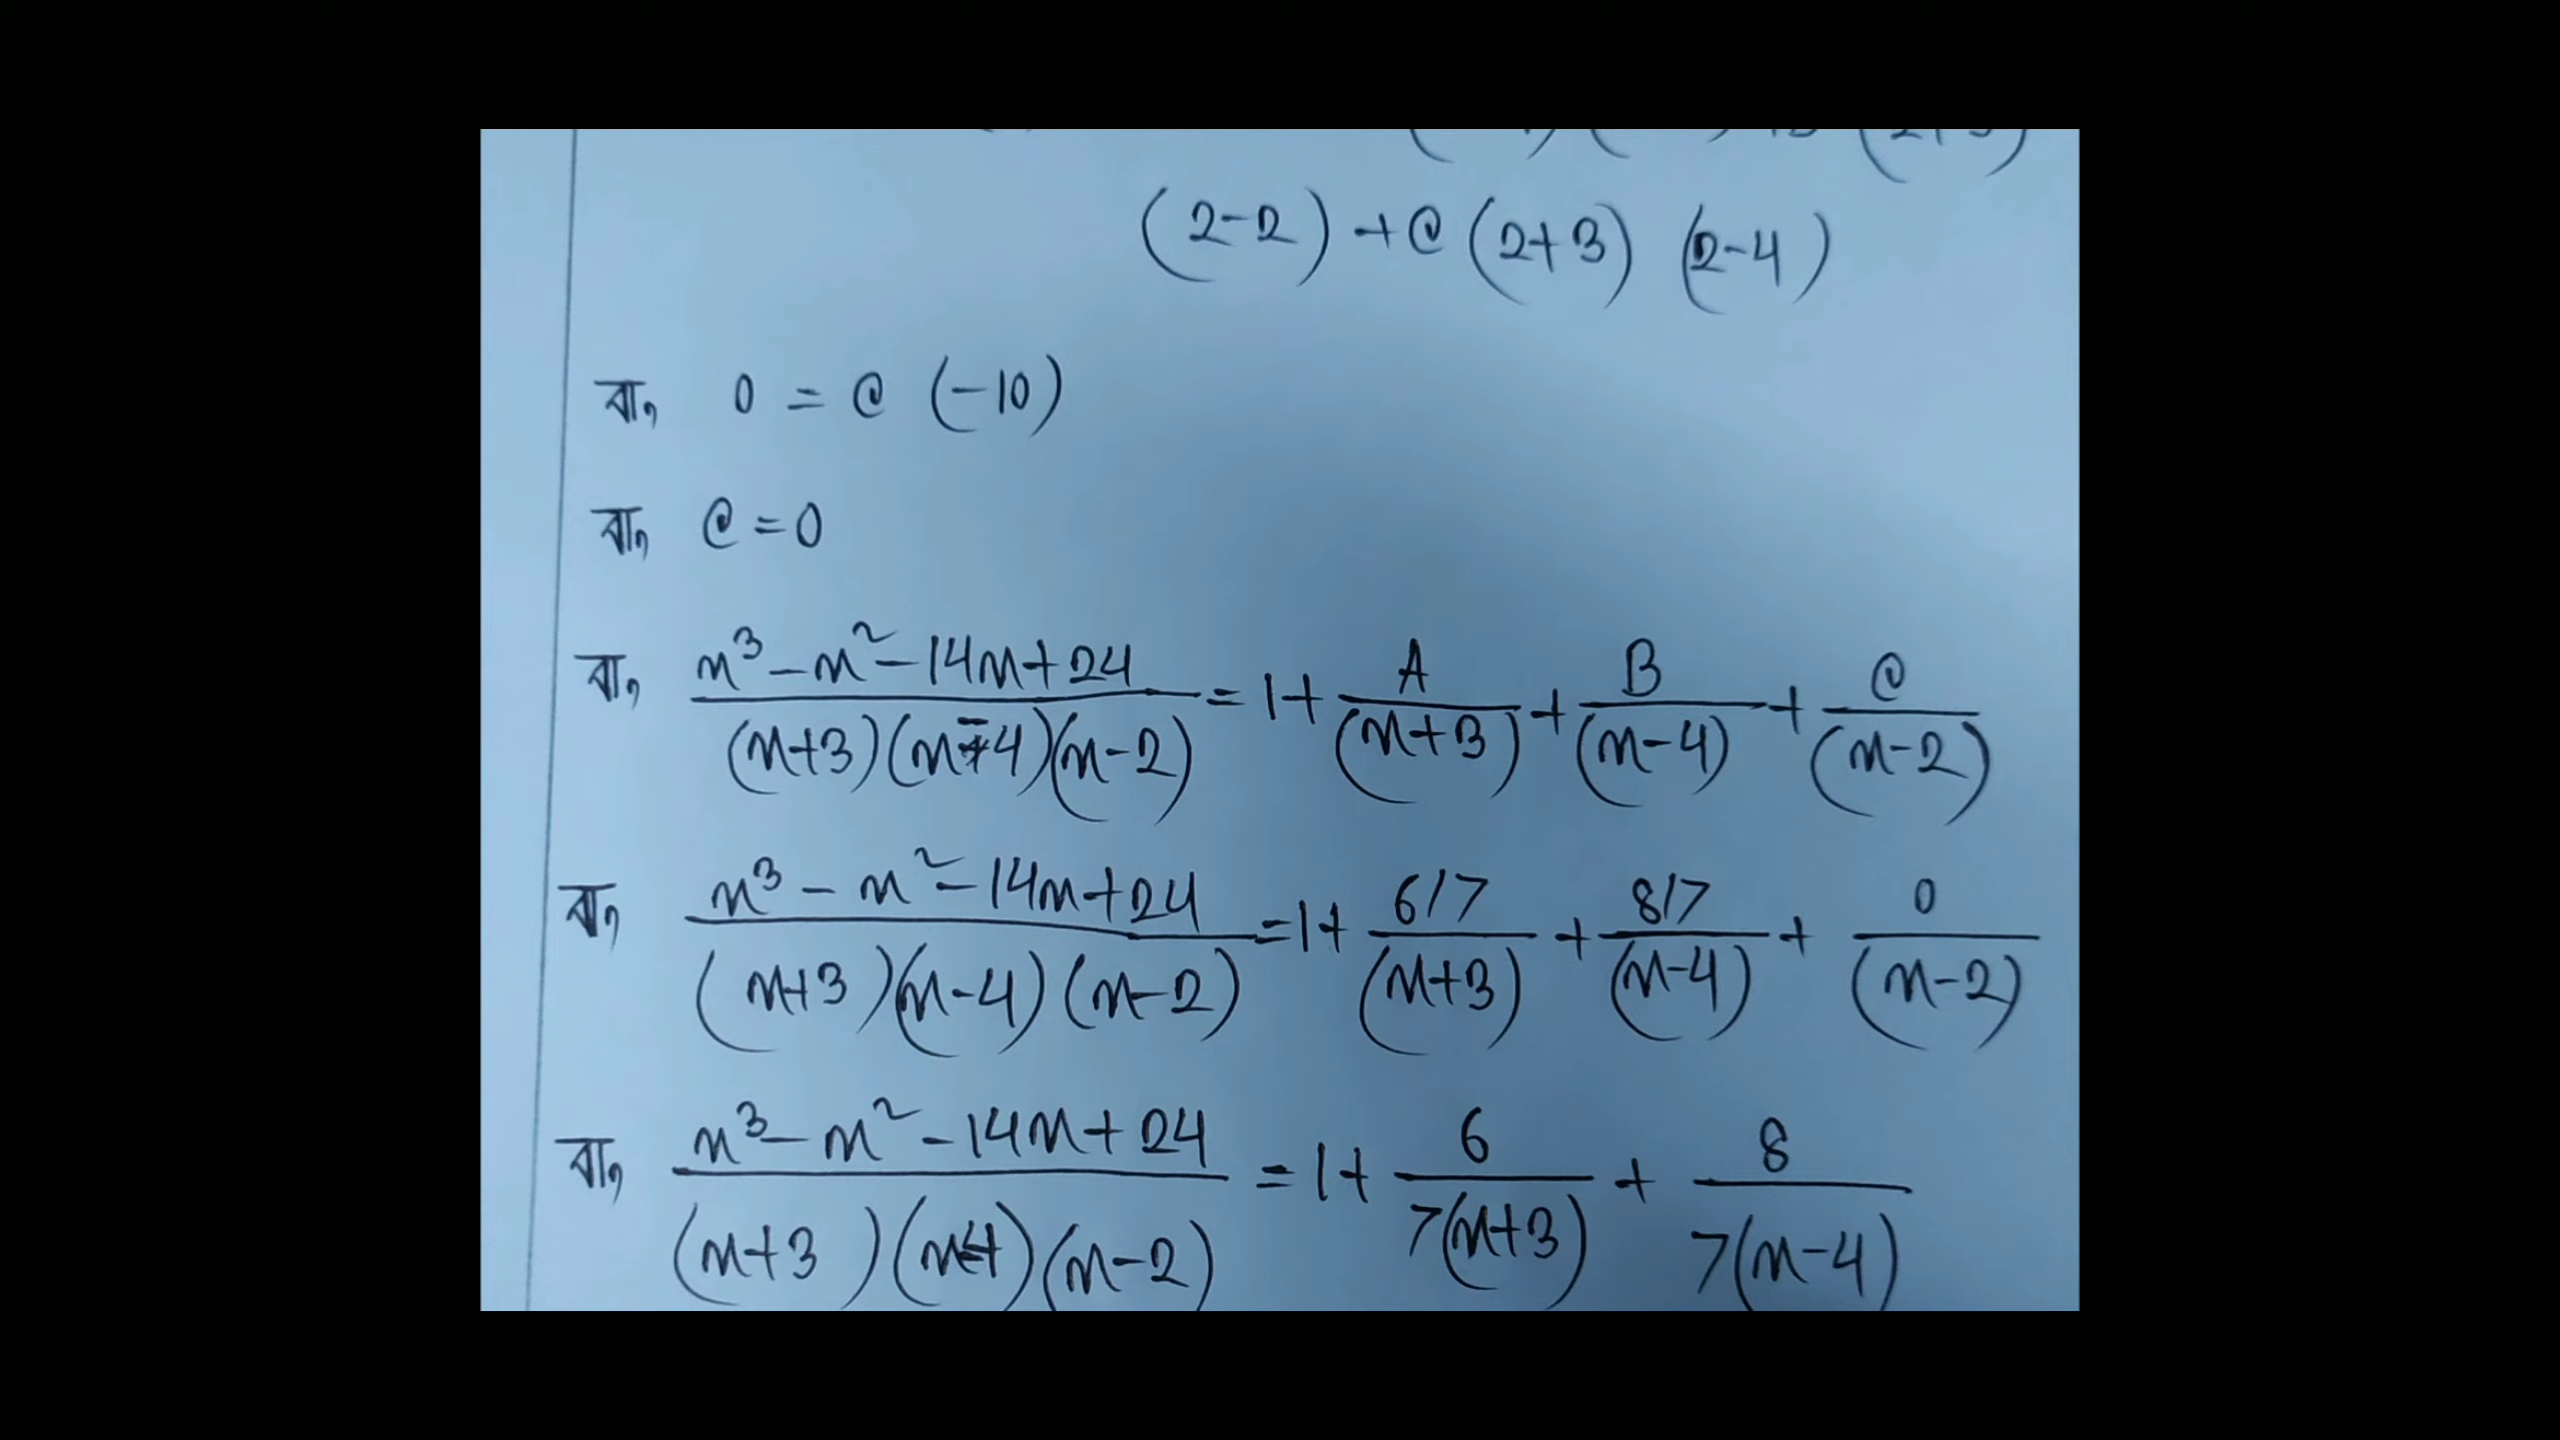 (2-2) + @ (2+3) (2-4)
বা, 0 = @ (-10)
বা, @ = 0
বা, x³-x²-14x+24 / (x+3)(x-4)(x-2) = 1+ A/(x+3) + B/(x-4) + @/(x-2)
বা, x³-x²-14x+24 / (x+3)(x-4)(x-2) = 1+ 6/7/(x+3) + 8/7/(x-4) + 0/(x-2)
বা, x³-x²-14x+24 / (x+3)(x-4)(x-2) = 1+ 6/7(x+3) + 8/7(x-4)